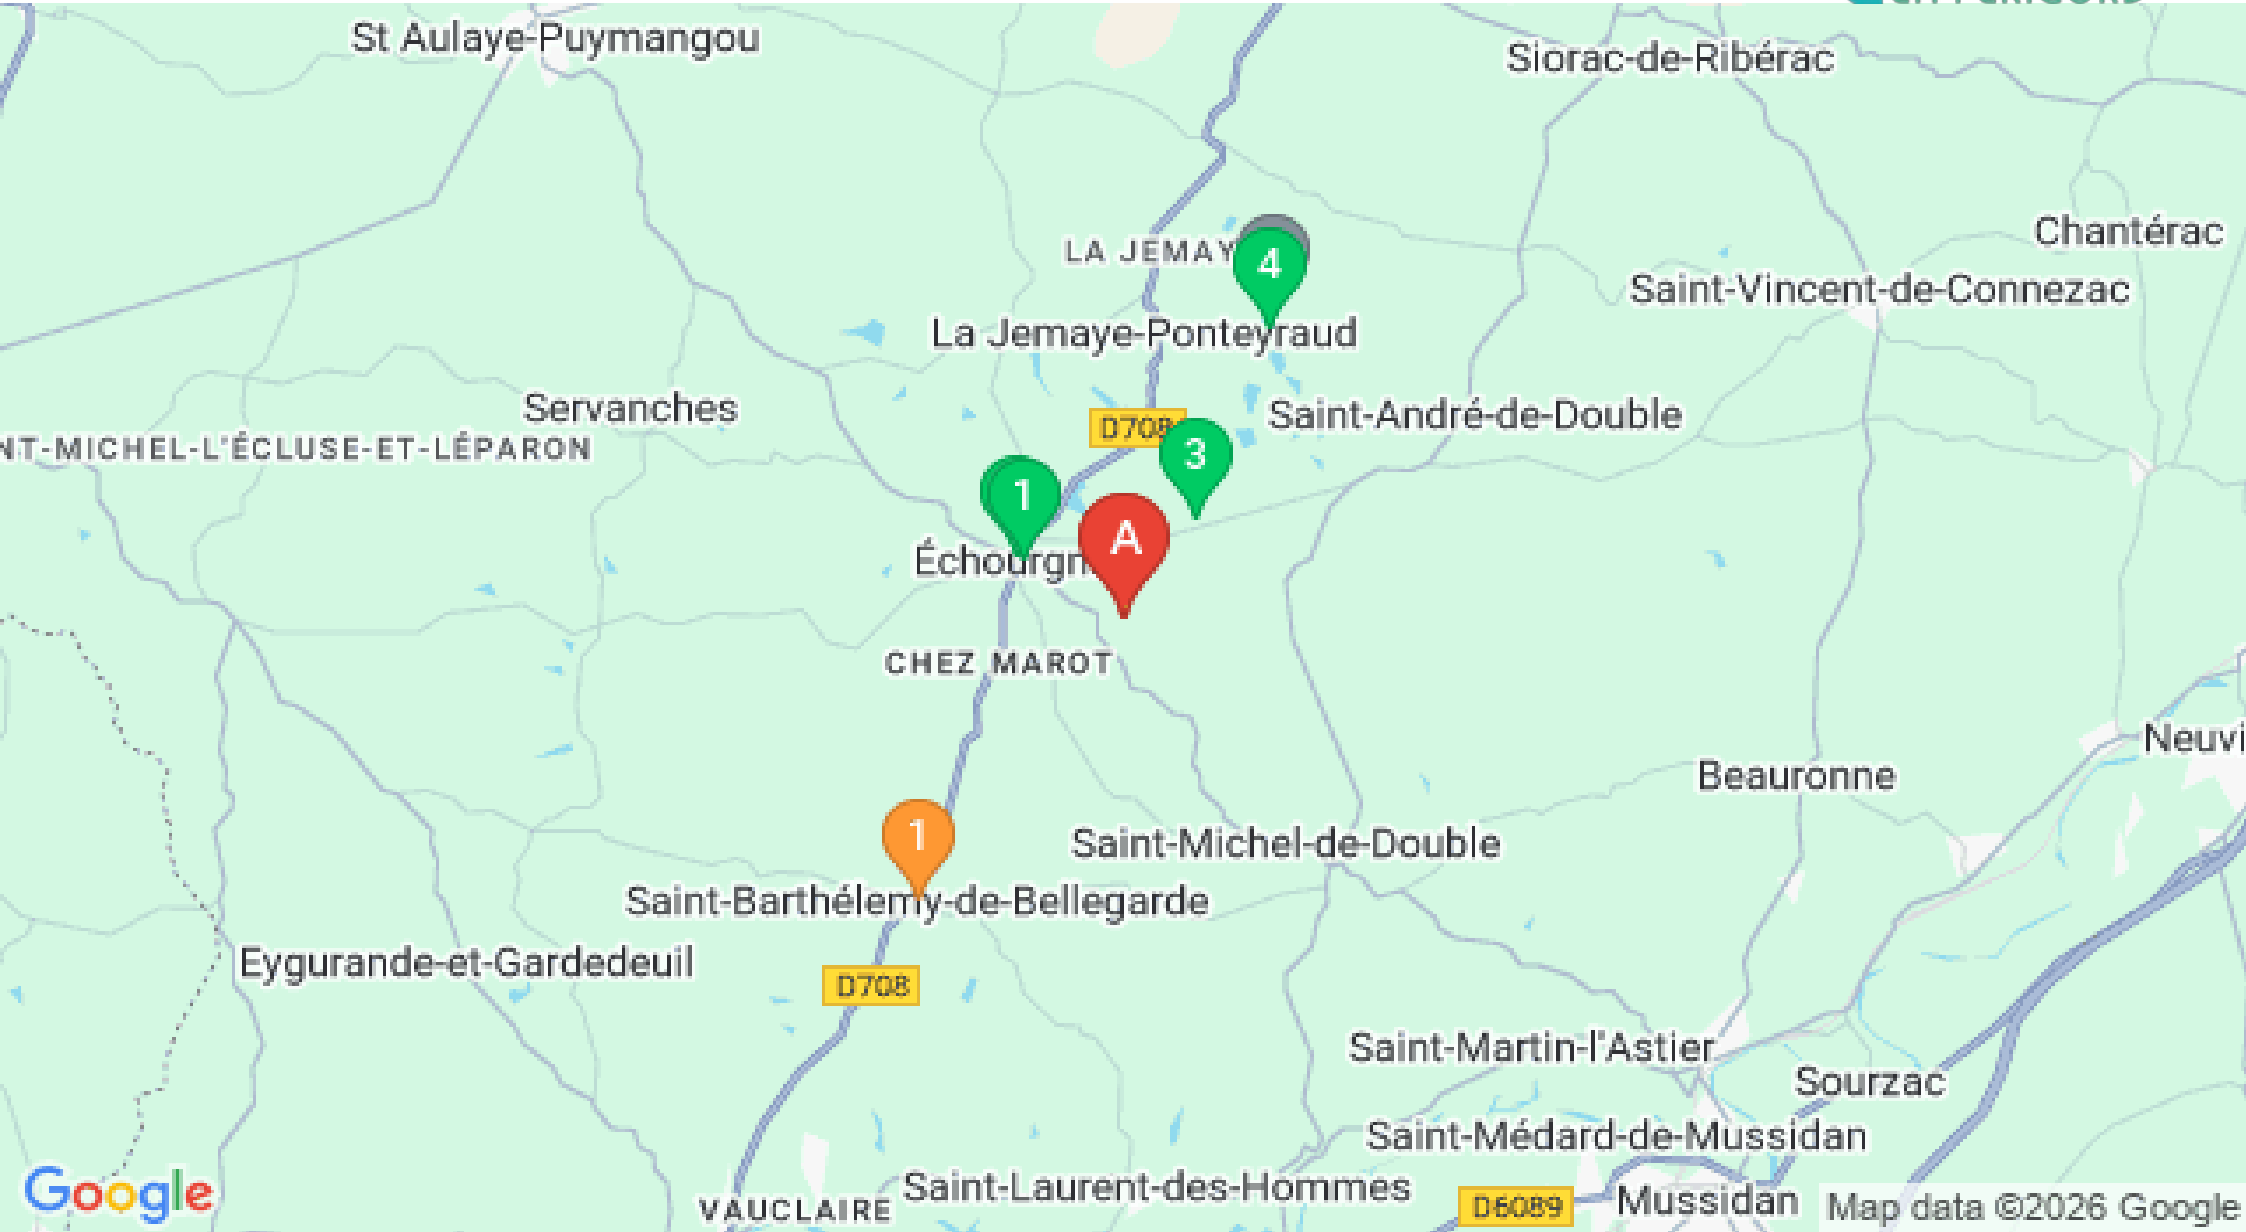 St Aulaye-Puymangou
Siorac-de-Ribérac
LA JEMAY
4
Chantérac
Saint-Vincent-de-Connezac
La Jemaye-Ponteyraud
Servanches
Saint-André-de-Double
D708
NT-MICHEL-L'ÉCLUSE-ET-LÉPARON
3
1
A
Échourgn
CHEZ MAROT
Neuvi
Beauronne
1
Saint-Michel-de-Double
Saint-Barthélemy-de-Bellegarde
Eygurande-et-Gardedeuil
D708
Saint-Martin-l'Astier
Sourzac
Saint-Médard-de-Mussidan
Google
VAUCLAIRE
Saint-Laurent-des-Hommes
D6089
Mussidan
Map data ©2026 Google